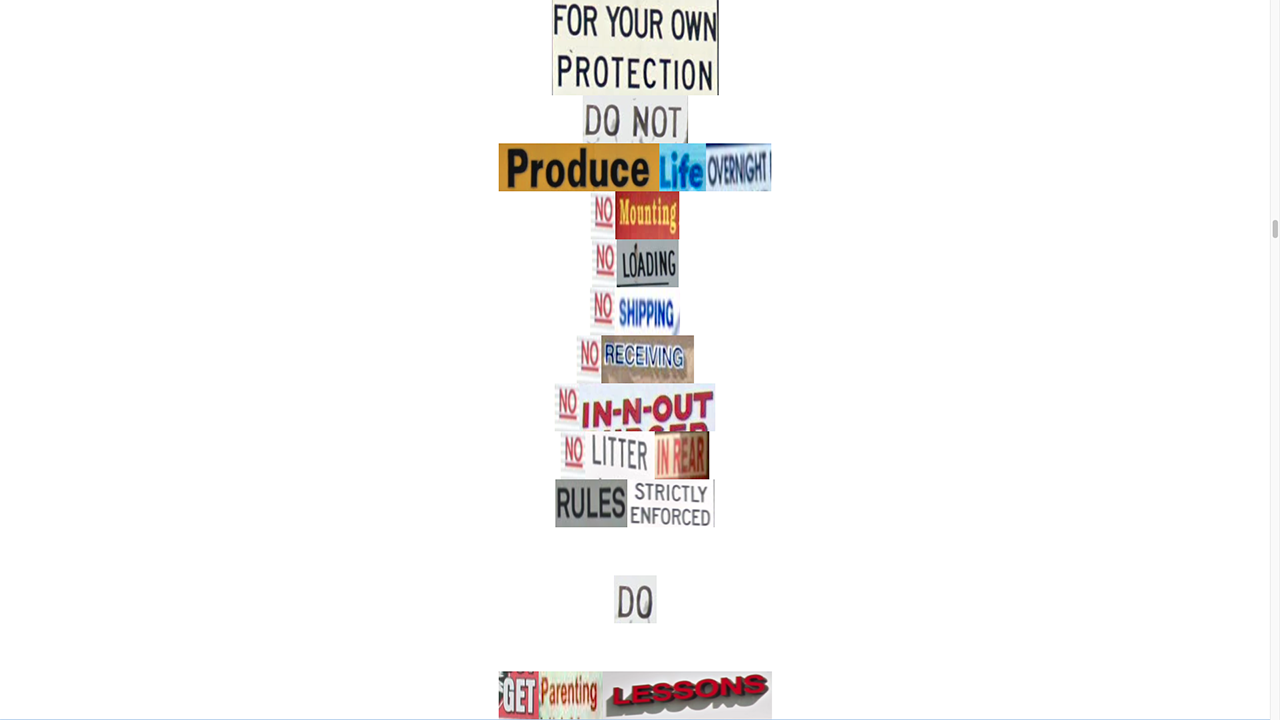 FOR YOUR OWN
PROTECTION
DO NOT
Produce Life OVERNIGHT
NO Mounting
NO LOADING
NO SHIPPING
NO RECEIVING
NO IN-N-OUT
NO LITTER IN REAR
RULES STRICTLY
ENFORCED
DO
GET Parenting LESSONS